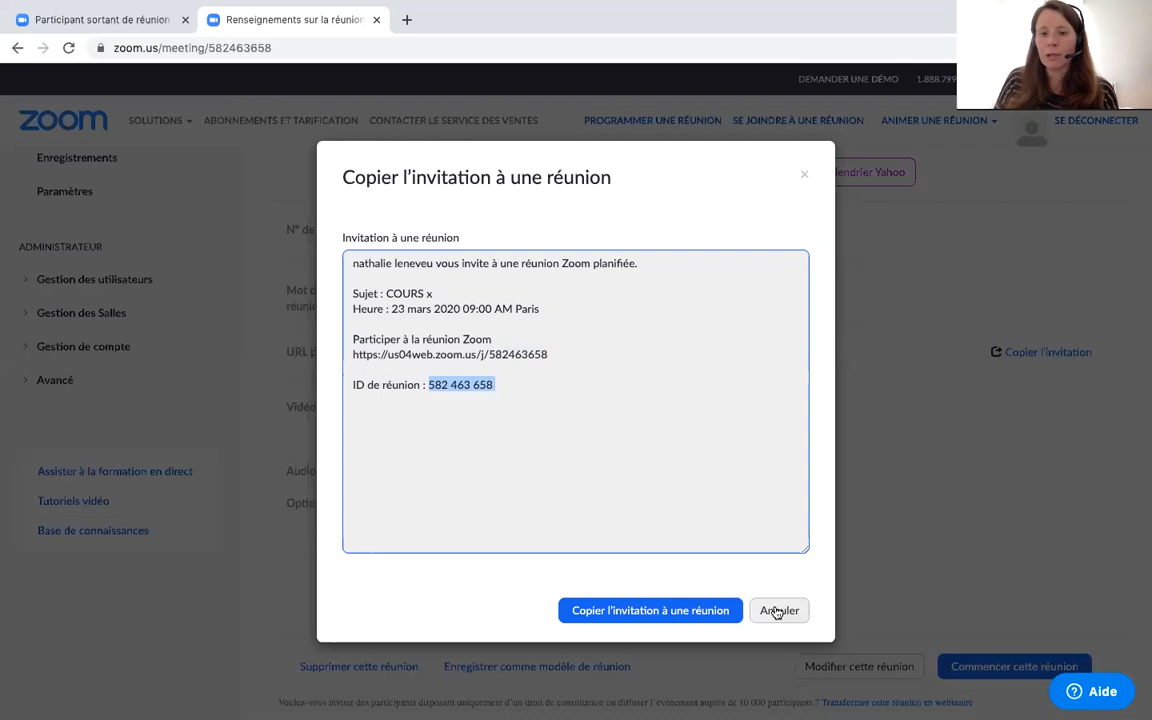 Participant sortant de réunion
Renseignements sur la réunion
zoom.us/meeting/582463658
DEMANDER UNE DÉMO 1.888.799
zoom SOLUTIONS ABONNEMENTS ET TARIFICATION CONTACTER LE SERVICE DES VENTES PROGRAMMER UNE RÉUNION SE JOINDRE À UNE RÉUNION ANIMER UNE RÉUNION SE DÉCONNECTER
Enregistrements
Paramètres
ADMINISTRATEUR
Gestion des utilisateurs
Gestion des Salles
Gestion de compte
Avancé
Assister à la formation en direct
Tutoriels vidéo
Base de connaissances
Yahoo
N° de
Mot d
URL p
Copier l'invitation
Vidé
Audio
Optio
Copier l'invitation à une réunion
×
Invitation à une réunion
nathalie leneveu vous invite à une réunion Zoom planifiée.
Sujet : COURS x
Heure : 23 mars 2020 09:00 AM Paris
Participer à la réunion Zoom
https://us04web.zoom.us/j/582463658
ID de réunion : 582 463 658
Copier l'invitation à une réunion
Annuler
Supprimer cette réunion Enregistrer comme modèle de réunion
Modifier cette réunion Commencer cette réunion
Aide
Voulez-vous inviter des participants disposant uniquement d'un droit de consultation ou diffuser l'événement auprès de 10 000 participants ? Transformer cette réunion en webinaire